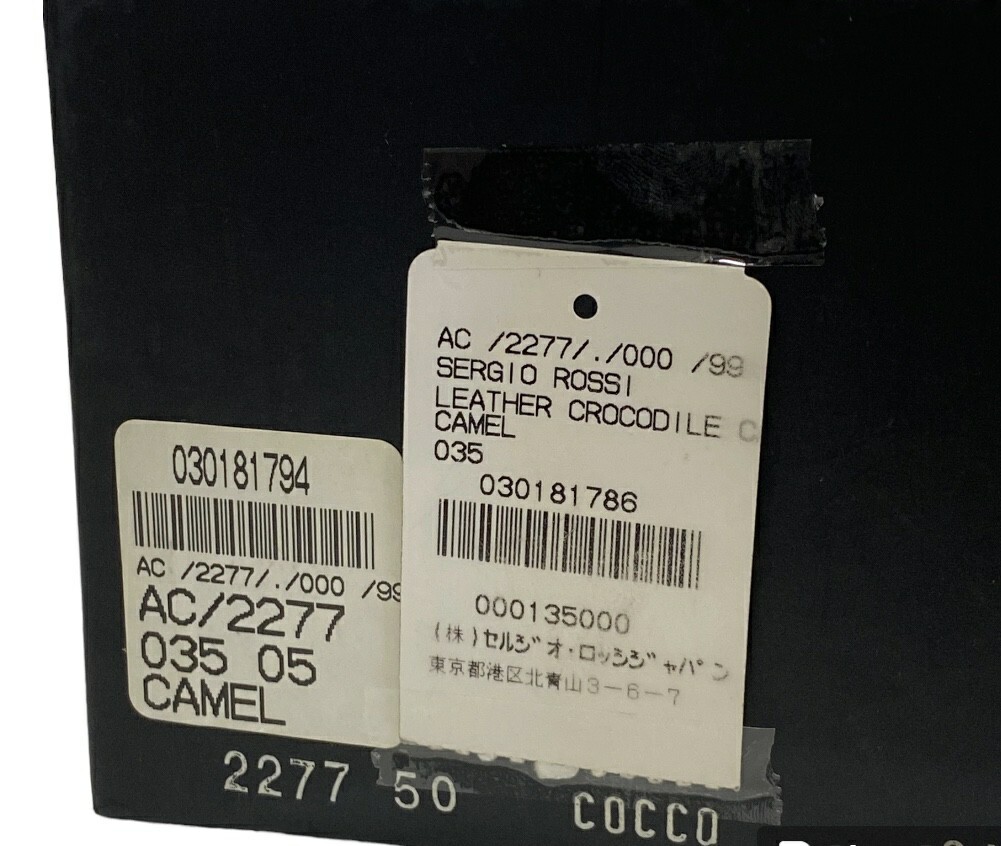 030181794
AC /2277/./000 /99
AC/2277
035 05
CAMEL
AC /2277/./000 /99
SERGIO ROSSI
LEATHER CROCODILE C
CAMEL
035
030181786
000135000
(株)セルジオ・ロッシジャパン
東京都港区北青山3-6-7
2277 50 COCCO